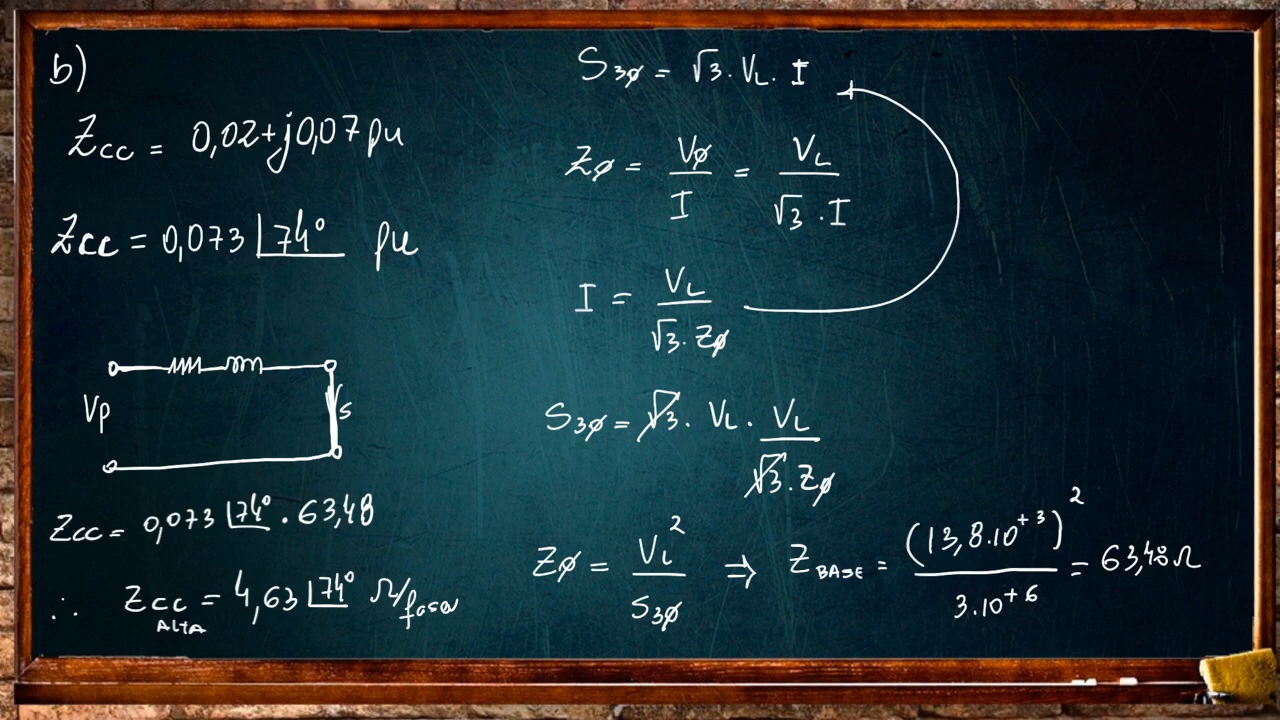 b)
Zcc = 0,02+j0,07 pu
Zcc = 0,073 ∠74° pu
Vp
Vs
Zcc = 0,073 ∠74° . 63,48
∴ Zcc ALTA = 4,63 ∠74° Ω/fase
S3ø = √3 . VL . I
Zø = Vø / I = VL / √3 . I
I = VL / √3 . Zø
S3ø = √3 . VL . VL / √3 . Zø
Zø = VL² / S3ø ⇒ Z BASE = (13,8.10⁺³)² / 3.10⁺⁶ = 63,48 Ω